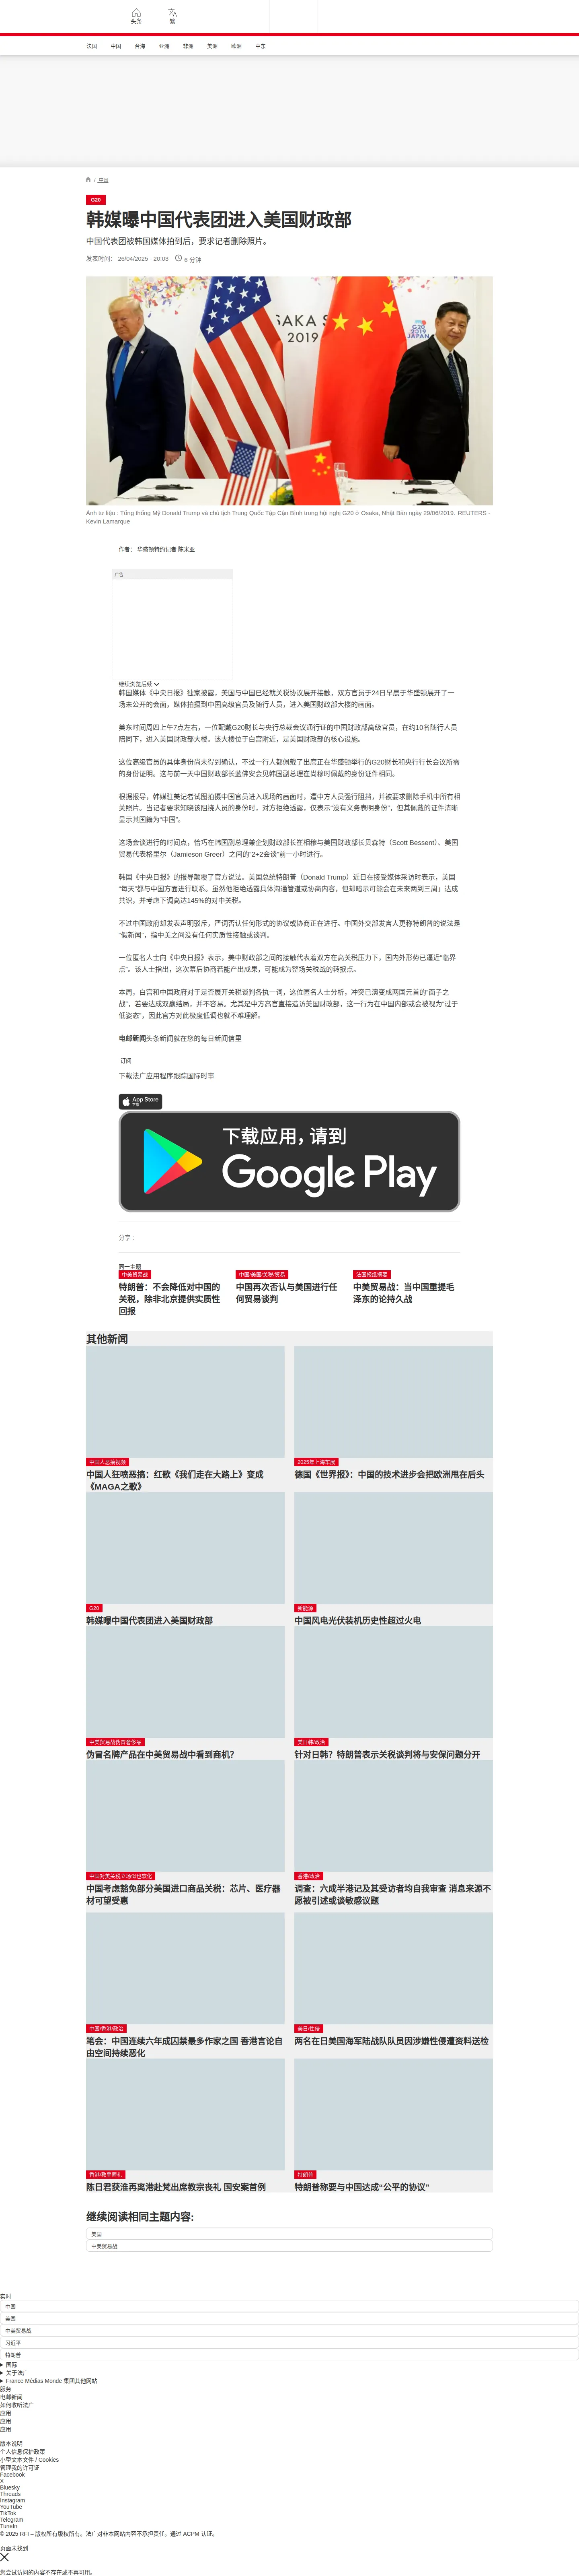 头条
繁
法国 中国 台海 亚洲 非洲 美洲 欧洲 中东
/ 中国
G20
韩媒曝中国代表团进入美国财政部
中国代表团被韩国媒体拍到后，要求记者删除照片。
发表时间： 26/04/2025 - 20:03 6 分钟
SAKA S
2019
G20
JAPAN
2019
Ảnh tư liệu : Tổng thống Mỹ Donald Trump và chủ tịch Trung Quốc Tập Cận Bình trong hội nghị G20 ở Osaka, Nhật Bản ngày 29/06/2019. REUTERS -
Kevin Lamarque
作者： 华盛顿特约记者 陈米亚
广告
继续浏览后续
韩国媒体《中央日报》独家披露，美国与中国已经就关税协议展开接触，双方官员于24日早晨于华盛顿展开了一
场未公开的会面，媒体拍摄到中国高级官员及随行人员，进入美国财政部大楼的画面。
美东时间周四上午7点左右，一位配戴G20财长与央行总裁会议通行证的中国财政部高级官员，在约10名随行人员
陪同下，进入美国财政部大楼。该大楼位于白宫附近，是美国财政部的核心设施。
这位高级官员的具体身份尚未得到确认，不过一行人都佩戴了出席正在华盛顿举行的G20财长和央行行长会议所需
的身份证明。这与前一天中国财政部长蓝佛安会见韩国副总理崔尚穆时佩戴的身份证件相同。
根据报导，韩媒驻美记者试图拍摄中国官员进入现场的画面时，遭中方人员强行阻挡，并被要求删除手机中所有相
关照片。当记者要求知晓该阻挠人员的身份时，对方拒绝透露，仅表示“没有义务表明身份”，但其佩戴的证件清晰
显示其国籍为“中国”。
这场会谈进行的时间点，恰巧在韩国副总理兼企划财政部长崔相穆与美国财政部长贝森特（Scott Bessent）、美国
贸易代表格里尔（Jamieson Greer）之间的“2+2会谈”前一小时进行。
韩国《中央日报》的报导颠覆了官方说法。美国总统特朗普（Donald Trump）近日在接受媒体采访时表示，美国
“每天”都与中国方面进行联系。虽然他拒绝透露具体沟通管道或协商内容，但却暗示可能会在未来两到三周」达成
共识，并考虑下调高达145%的对中关税。
不过中国政府却发表声明驳斥，严词否认任何形式的协议或协商正在进行。中国外交部发言人更称特朗普的说法是
“假新闻”，指中美之间没有任何实质性接触或谈判。
一位匿名人士向《中央日报》表示，美中财政部之间的接触代表着双方在高关税压力下，国内外形势已逼近“临界
点”。该人士指出，这次幕后协商若能产出成果，可能成为整场关税战的转捩点。
本周，白宫和中国政府对于是否展开关税谈判各执一词，这位匿名人士分析，冲突已演变成两国元首的“面子之
战”，若要达成双赢结局，并不容易。尤其是中方高官直接造访美国财政部，这一行为在中国内部或会被视为“过于
低姿态”，因此官方对此极度低调也就不难理解。
电邮新闻头条新闻就在您的每日新闻信里
订阅
下载法广应用程序跟踪国际时事
App Store
下载
下载应用，请到
Google Play
分享 :
同一主题
中美贸易战
特朗普：不会降低对中国的
关税，除非北京提供实质性
回报
中国/美国/关税/贸易
中国再次否认与美国进行任
何贸易谈判
法国报纸摘要
中美贸易战：当中国重提毛
泽东的论持久战
其他新闻
中国人恶搞视频
中国人狂喷恶搞：红歌《我们走在大路上》变成
《MAGA之歌》
2025年上海车展
德国《世界报》：中国的技术进步会把欧洲甩在后头
G20
韩媒曝中国代表团进入美国财政部
新能源
中国风电光伏装机历史性超过火电
中美贸易战伪冒奢侈品
伪冒名牌产品在中美贸易战中看到商机？
美日韩/政治
针对日韩？特朗普表示关税谈判将与安保问题分开
中国对美关税立场似也软化
中国考虑豁免部分美国进口商品关税：芯片、医疗器
材可望受惠
香港/政治
调查：六成半港记及其受访者均自我审查 消息来源不
愿被引述或谈敏感议题
中国/香港/政治
笔会：中国连续六年成囚禁最多作家之国 香港言论自
由空间持续恶化
美日/性侵
两名在日美国海军陆战队队员因涉嫌性侵遭资料送检
香港/教皇葬礼
陈日君获淮再离港赴梵出席教宗丧礼 国安案首例
特朗普
特朗普称要与中国达成“公平的协议”
继续阅读相同主题内容:
美国
中美贸易战
实时
中国
美国
中美贸易战
习近平
特朗普
国际
关于法广
France Médias Monde 集团其他网站
服务
电邮新闻
如何收听法广
应用
应用
应用
版本说明
个人信息保护政策
小型文本文件 / Cookies
管理我的许可证
Facebook
X
Bluesky
Threads
Instagram
YouTube
TikTok
Telegram
TuneIn
© 2025 RFI – 版权所有版权所有。法广对非本网站内容不承担责任。通过 ACPM 认证。
页面未找到
您尝试访问的内容不存在或不再可用。